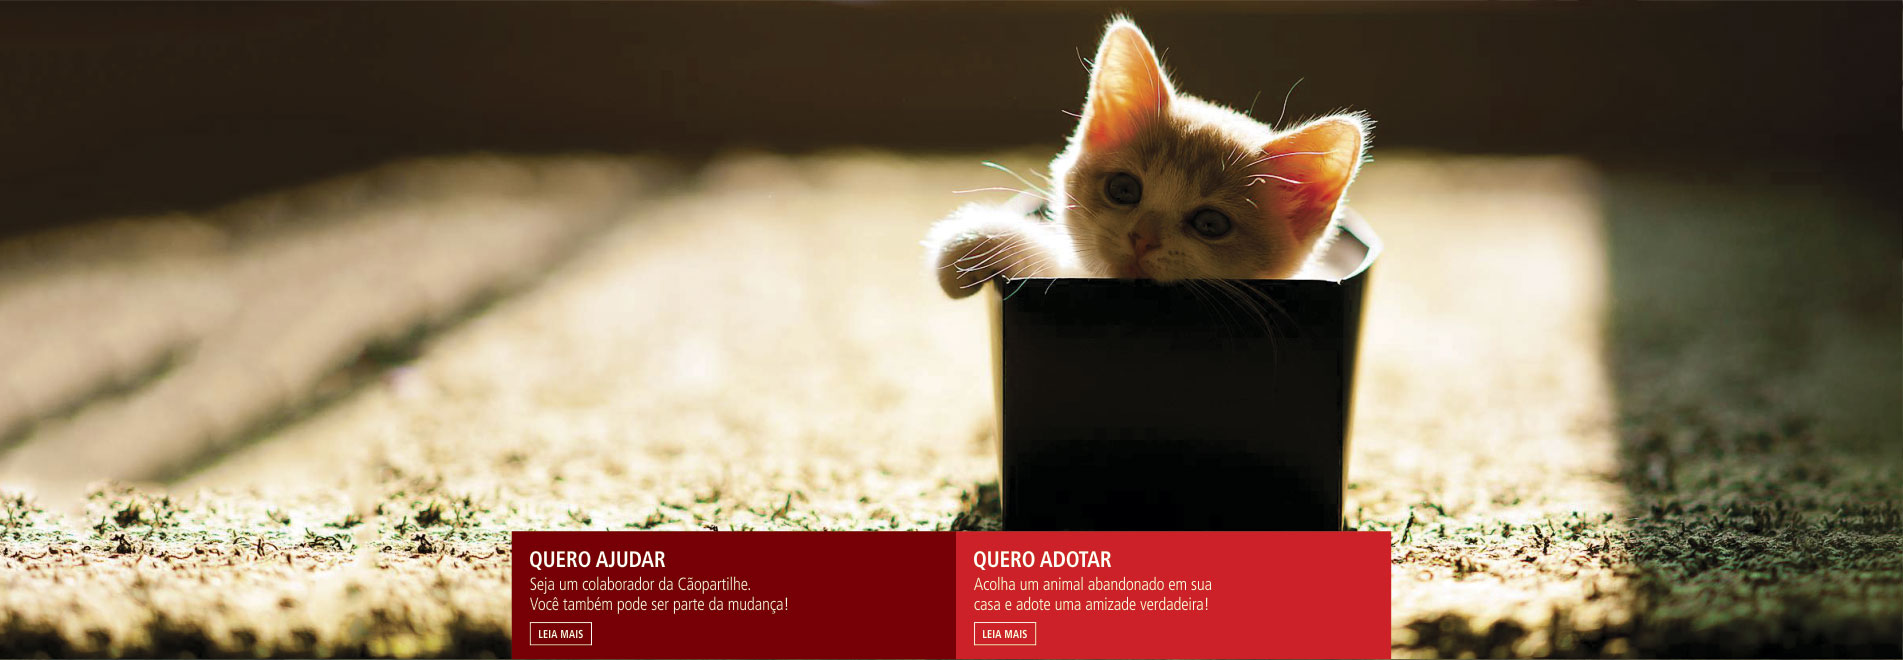 QUERO AJUDAR
Seja um colaborador da Cãopartilhe.
Você também pode ser parte da mudança!
LEIA MAIS
QUERO ADOTAR
Acolha um animal abandonado em sua
casa e adote uma amizade verdadeira!
LEIA MAIS